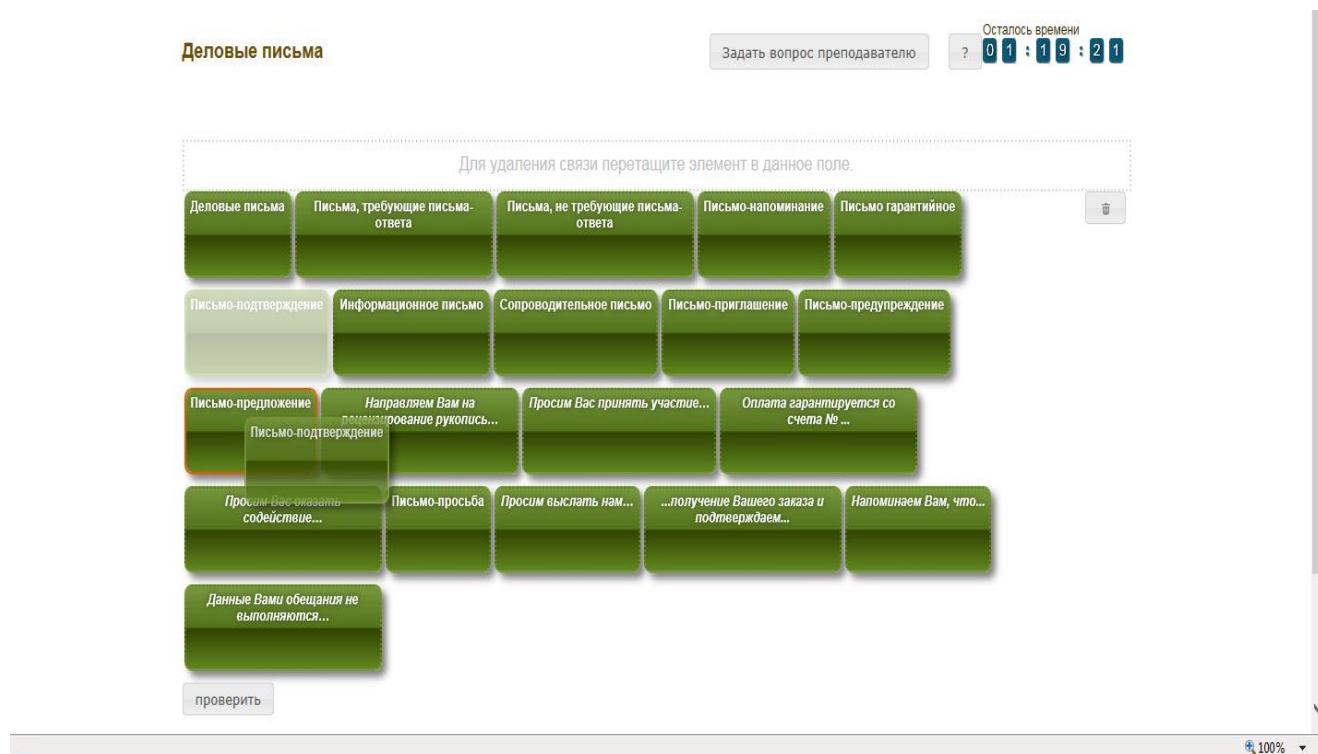 Осталось времени
Деловые письма
Задать вопрос преподавателю
?
0 1 : 1 9 : 2 1
Для удаления связи перетащите элемент в данное поле.
Деловые письма
Письма, требующие письма-
ответа
Письма, не требующие письма-
ответа
Письмо-напоминание
Письмо гарантийное
Письмо-подтверждение
Информационное письмо
Сопроводительное письмо
Письмо-приглашение
Письмо-предупреждение
Письмо-предложение
Направляем Вам на
рецензирование рукопись...
Просим Вас принять участие...
Оплата гарантируется со
счета № ...
Письмо-подтверждение
Просим Вас оказать
содействие...
Письмо-просьба
Просим выслать нам...
...получение Вашего заказа и
подтверждаем...
Напоминаем Вам, что...
Данные Вами обещания не
выполняются...
проверить
100%